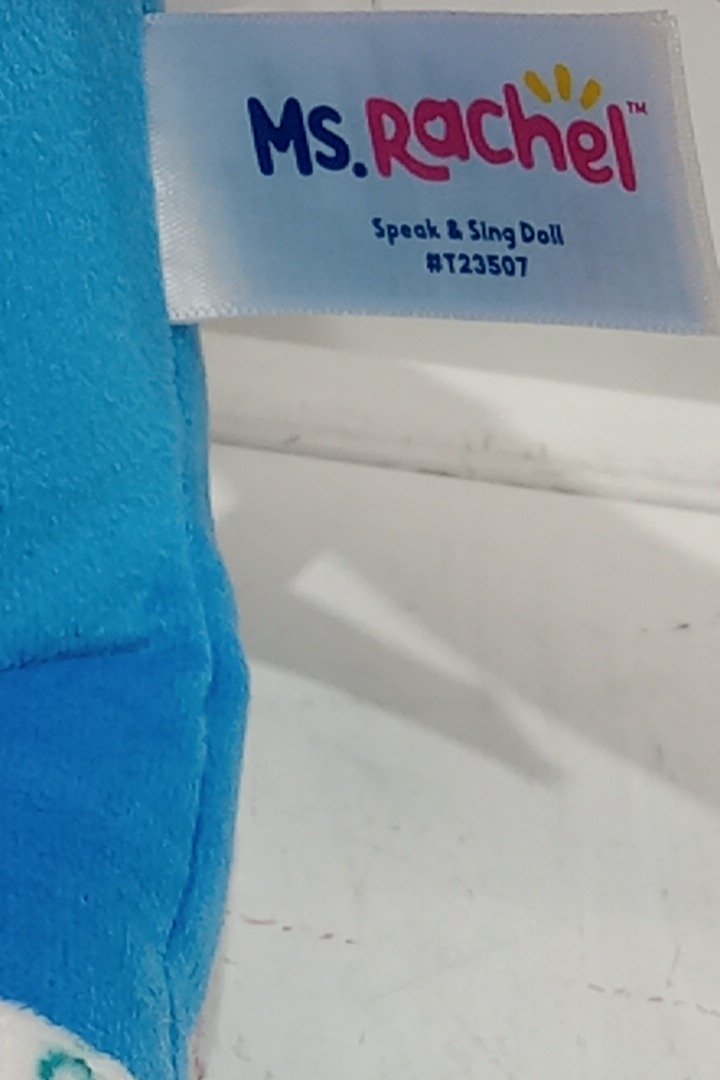 Ms. Rachel™
Speak & Sing Doll
#T23507